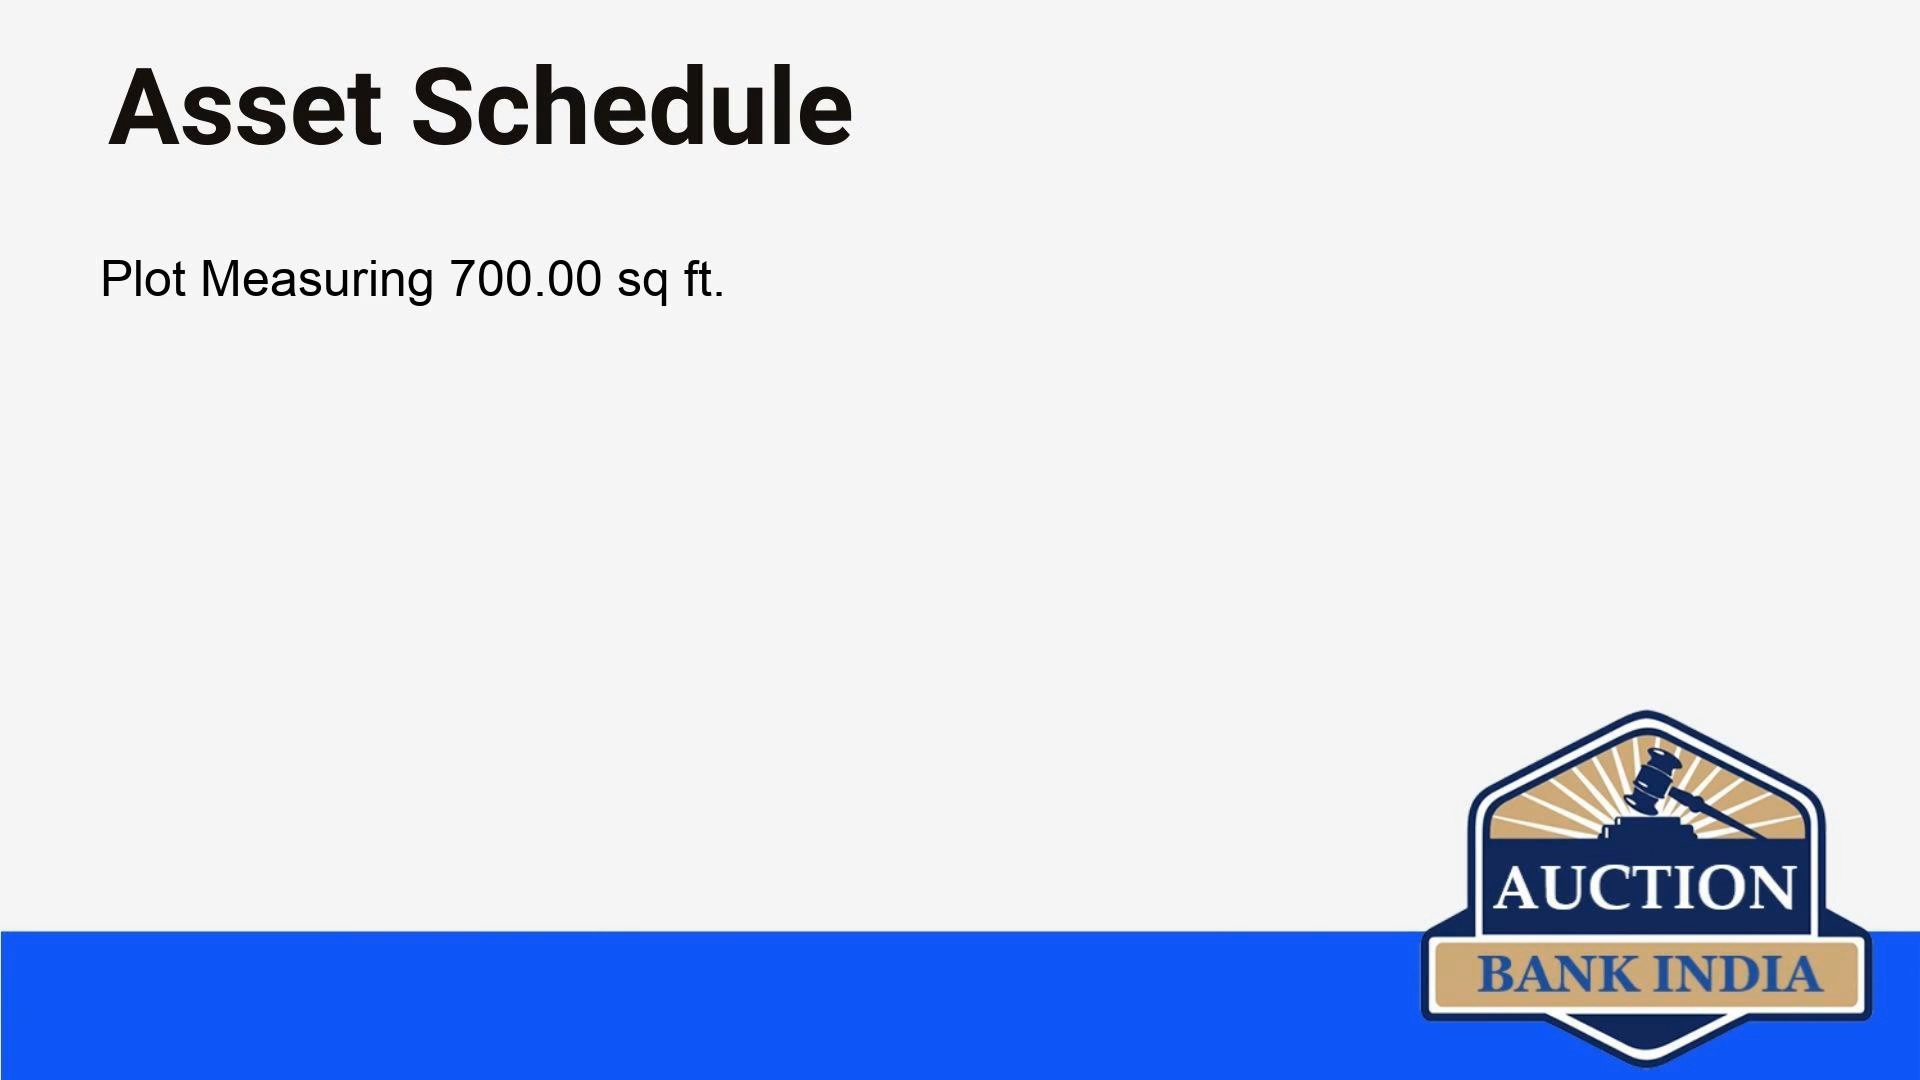 Asset Schedule
Plot Measuring 700.00 sq ft.
AUCTION
BANK INDIA